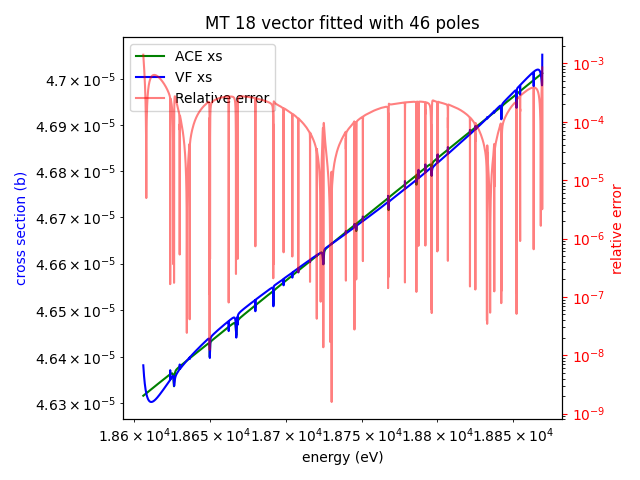 MT 18 vector fitted with 46 poles
ACE xs
VF xs
Relative error
4.7 × 10⁻⁵
4.69 × 10⁻⁵
4.68 × 10⁻⁵
4.67 × 10⁻⁵
4.66 × 10⁻⁵
4.65 × 10⁻⁵
4.64 × 10⁻⁵
4.63 × 10⁻⁵
cross section (b)
10⁻³
10⁻⁴
10⁻⁵
10⁻⁶
10⁻⁷
10⁻⁸
10⁻⁹
relative error
1.86 × 10⁴ 1.865 × 10⁴ 1.87 × 10⁴ 1.875 × 10⁴ 1.88 × 10⁴ 1.885 × 10⁴
energy (eV)